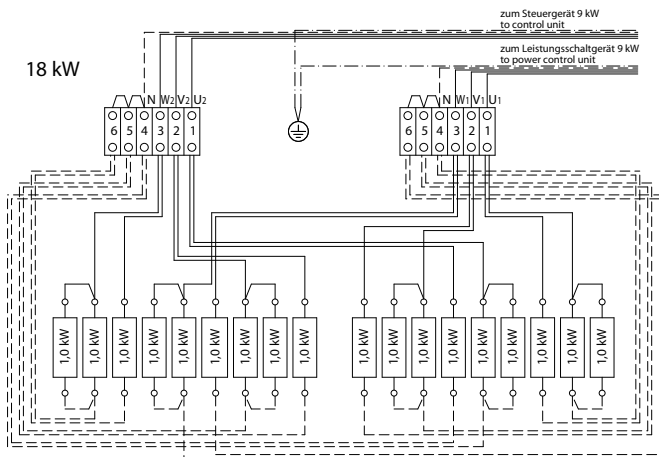 zum Steuergerät 9 kW
to control unit
zum Leistungsschaltgerät 9 kW
to power control unit
18 kW
N W2 V2 U2
6 5 4 3 2 1
N W1 V1 U1
6 5 4 3 2 1
1,0 kW 1,0 kW 1,0 kW 1,0 kW 1,0 kW 1,0 kW 1,0 kW 1,0 kW 1,0 kW 1,0 kW 1,0 kW 1,0 kW 1,0 kW 1,0 kW 1,0 kW 1,0 kW 1,0 kW 1,0 kW